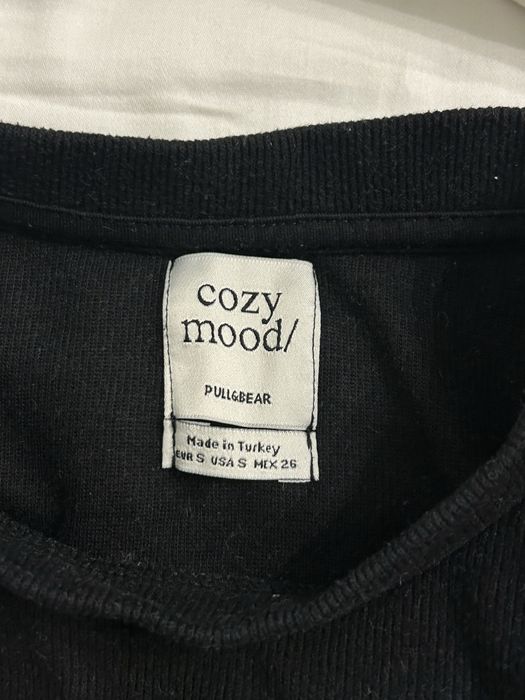 cozy
mood/
PULL&BEAR
Made in Turkey
EUR S USA S MEX 26